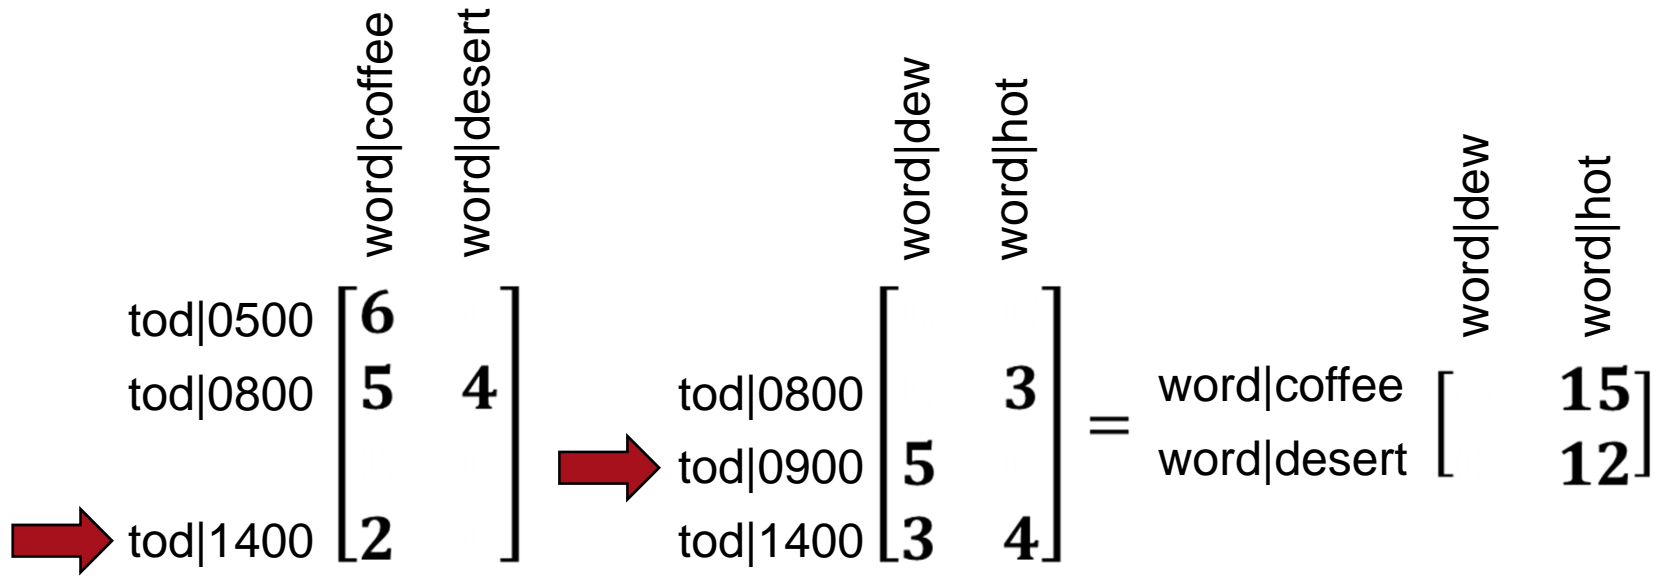 word|coffee word|desert word|dew word|hot word|dew word|hot
tod|0500 6
tod|0800 5 4 tod|0800 3 = word|coffee 15
tod|0900 5 word|desert 12
tod|1400 2 tod|1400 3 4